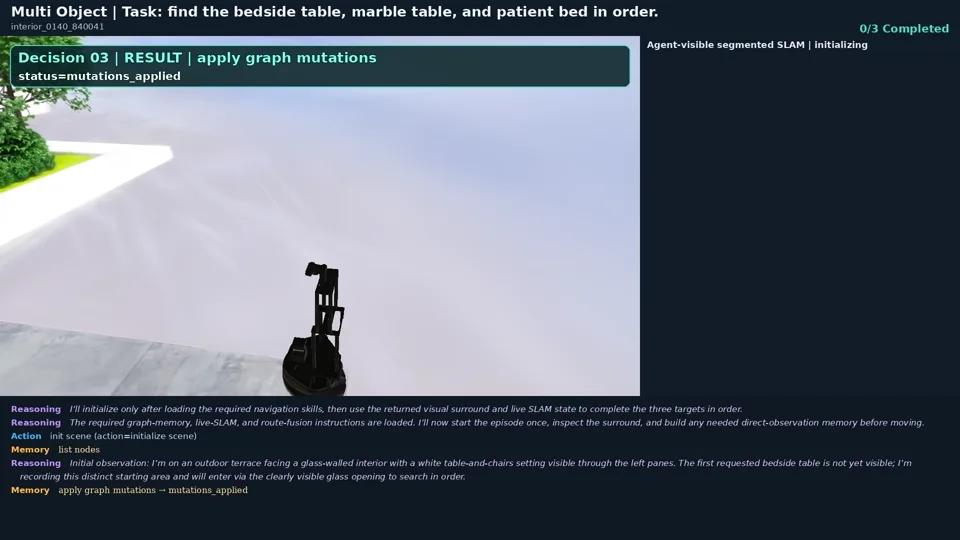 Multi Object | Task: find the bedside table, marble table, and patient bed in order.
interior_0140_840041
0/3 Completed
Decision 03 | RESULT | apply graph mutations
status=mutations_applied
Agent-visible segmented SLAM | initializing
Reasoning I'll initialize only after loading the required navigation skills, then use the returned visual surround and live SLAM state to complete the three targets in order.
Reasoning The required graph-memory, live-SLAM, and route-fusion instructions are loaded. I'll now start the episode once, inspect the surround, and build any needed direct-observation memory before moving.
Action init scene (action=initialize scene)
Memory list nodes
Reasoning Initial observation: I'm on an outdoor terrace facing a glass-walled interior with a white table-and-chairs setting visible through the left panes. The first requested bedside table is not yet visible; I'm
recording this distinct starting area and will enter via the clearly visible glass opening to search in order.
Memory apply graph mutations → mutations_applied